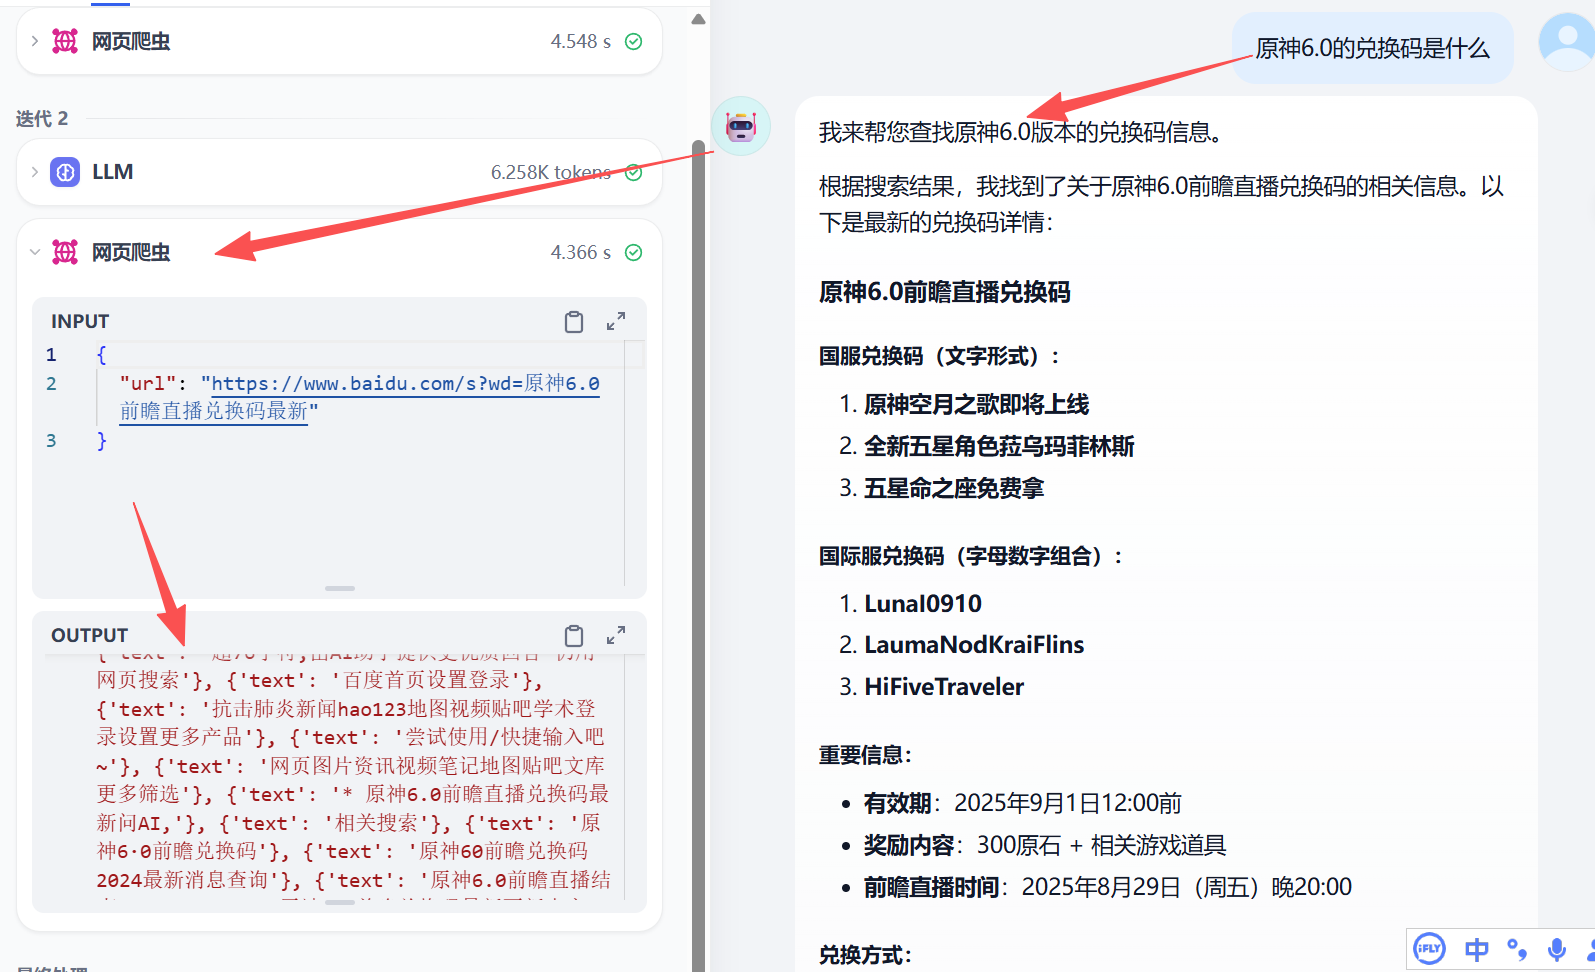 网页爬虫
4.548 s
迭代 2
LLM
6.258K tokens
网页爬虫
4.366 s
INPUT
1 {
2 "url": "https://www.baidu.com/s?wd=原神6.0
前瞻直播兑换码最新"
3 }
OUTPUT
网页搜索'}, {'text': '百度首页设置登录'},
{'text': '抗击肺炎新闻hao123地图视频贴吧学术登
录设置更多产品'}, {'text': '尝试使用/快捷输入吧
~'}, {'text': '网页图片资讯视频笔记地图贴吧文库
更多筛选'}, {'text': '* 原神6.0前瞻直播兑换码最
新问AI,'}, {'text': '相关搜索'}, {'text': '原
神6·0前瞻兑换码'}, {'text': '原神60前瞻兑换码
2024最新消息查询'}, {'text': '原神6.0前瞻直播结
原神6.0的兑换码是什么
我来帮您查找原神6.0版本的兑换码信息。
根据搜索结果，我找到了关于原神6.0前瞻直播兑换码的相关信息。以
下是最新的兑换码详情：
原神6.0前瞻直播兑换码
国服兑换码（文字形式）：
1. 原神空月之歌即将上线
2. 全新五星角色菈乌玛菲林斯
3. 五星命之座免费拿
国际服兑换码（字母数字组合）：
1. Lunal0910
2. LaumaNodKraiFlins
3. HiFiveTraveler
重要信息：
• 有效期：2025年9月1日12:00前
• 奖励内容：300原石 + 相关游戏道具
• 前瞻直播时间：2025年8月29日（周五）晚20:00
兑换方式：
iFLY 中